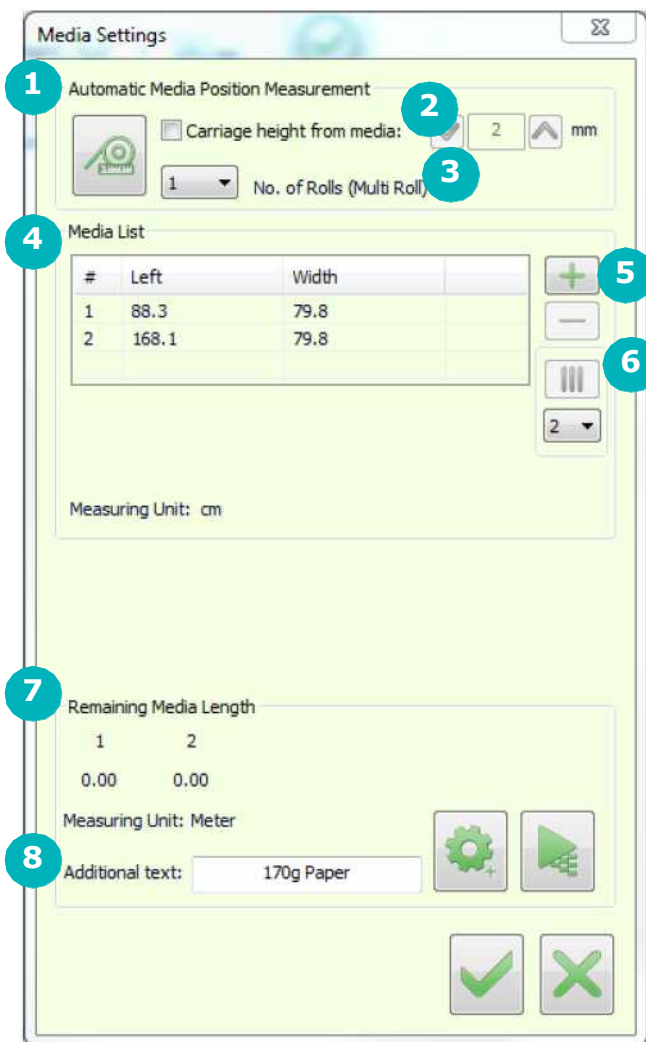 Media Settings
1
Automatic Media Position Measurement
2
Carriage height from media: 2 mm
3
1 No. of Rolls (Multi Roll)
4
Media List
# Left Width
1 88.3 79.8
2 168.1 79.8
5
6
2
Measuring Unit: cm
7
Remaining Media Length
1 2
0.00 0.00
Measuring Unit: Meter
8
Additional text: 170g Paper